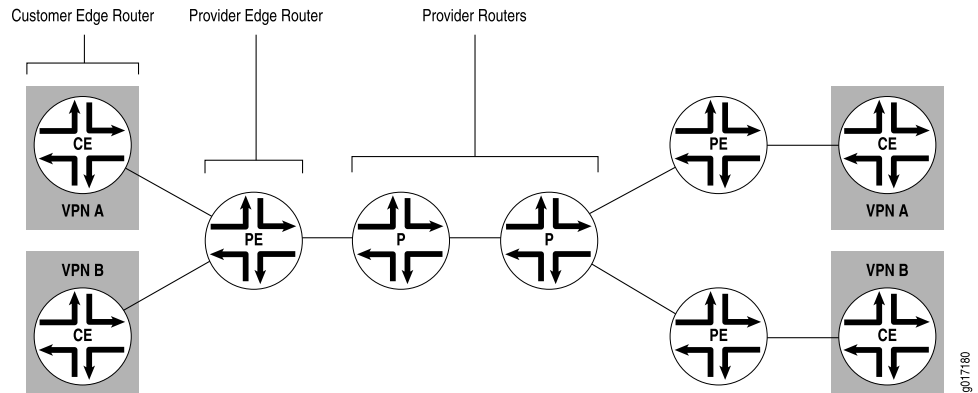 Customer Edge Router
Provider Edge Router
Provider Routers
CE
VPN A
PE
CE
VPN A
PE
P
P
VPN B
CE
PE
VPN B
CE
g017180